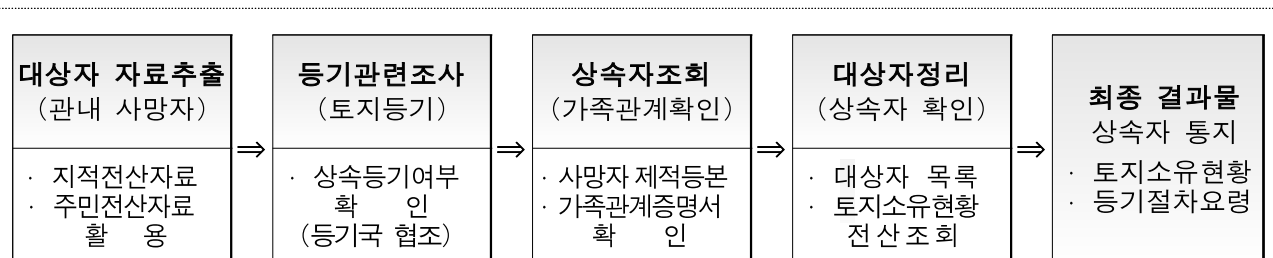 대상자 자료추출
(관내 사망자)
· 지적전산자료
· 주민전산자료
활 용
⇒
등기관련조사
(토지등기)
· 상속등기여부
확 인
(등기국 협조)
⇒
상속자조회
(가족관계확인)
· 사망자 제적등본
· 가족관계증명서
확 인
⇒
대상자정리
(상속자 확인)
· 대상자 목록
· 토지소유현황
전산조회
⇒
최종 결과물
상속자 통지
· 토지소유현황
· 등기절차요령